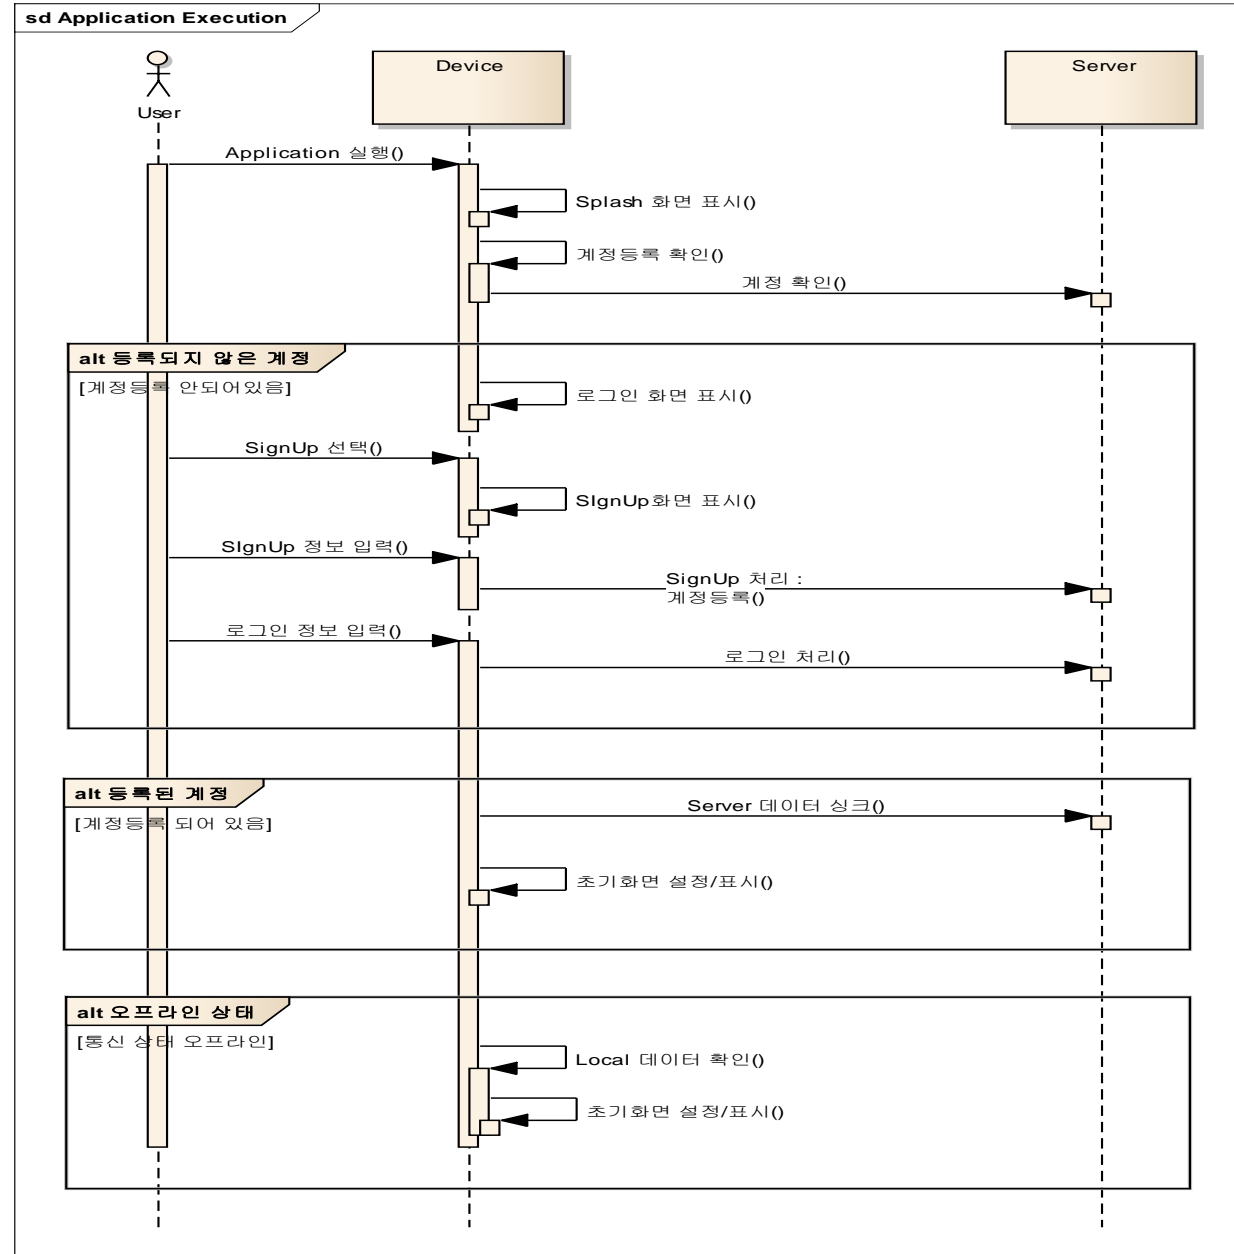 sd Application Execution
User
Device
Server
Application 실행()
Splash 화면 표시()
계정등록 확인()
계정 확인()
alt 등록되지 않은 계정
[계정등록 안되어있음]
로그인 화면 표시()
SignUp 선택()
SIgnUp화면 표시()
SIgnUp 정보 입력()
SignUp 처리 :
계정등록()
로그인 정보 입력()
로그인 처리()
alt 등록된 계정
[계정등록 되어 있음]
Server 데이터 싱크()
초기화면 설정/표시()
alt 오프라인 상태
[통신 상태 오프라인]
Local 데이터 확인()
초기화면 설정/표시()